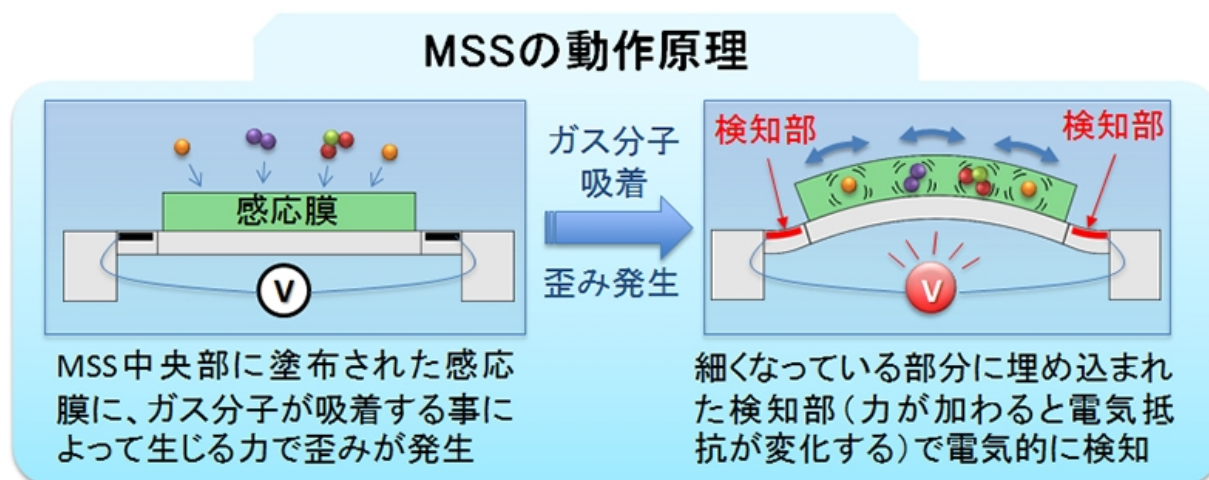 MSSの動作原理
感応膜
V
ガス分子
吸着
歪み発生
検知部
検知部
V
MSS中央部に塗布された感応
膜に、ガス分子が吸着する事に
よって生じる力で歪みが発生
細くなっている部分に埋め込まれ
た検知部（力が加わると電気抵
抗が変化する）で電気的に検知